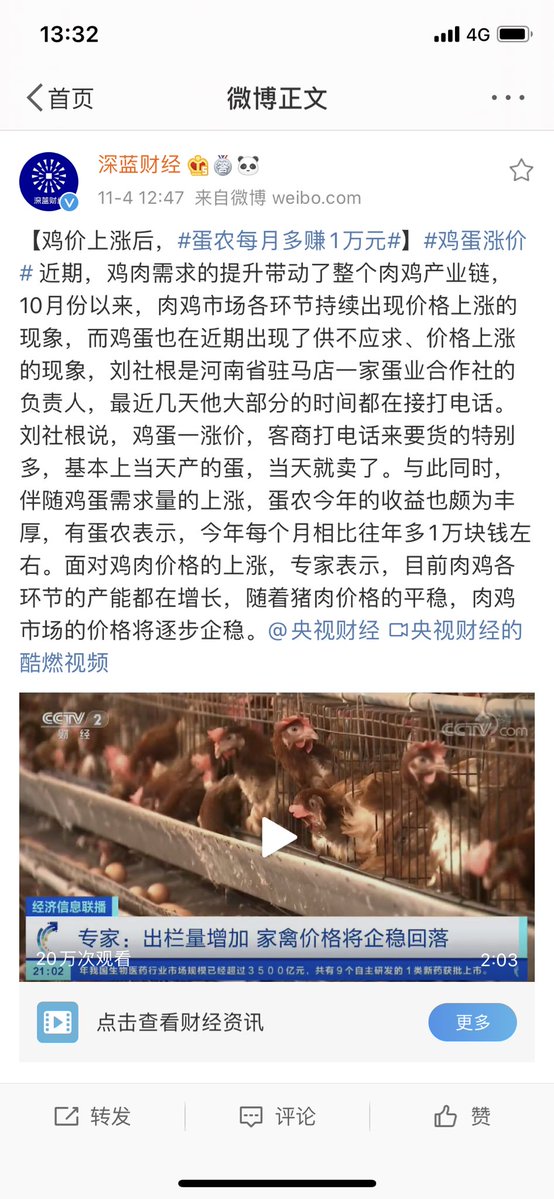 13:32
4G
首页
微博正文
深蓝财经
深蓝财经
11-4 12:47 来自微博 weibo.com
【鸡价上涨后，#蛋农每月多赚1万元#】#鸡蛋涨价
# 近期，鸡肉需求的提升带动了整个肉鸡产业链，
10月份以来，肉鸡市场各环节持续出现价格上涨的
现象，而鸡蛋也在近期出现了供不应求、价格上涨
的现象，刘社根是河南省驻马店一家蛋业合作社的
负责人，最近几天他大部分的时间都在接打电话。
刘社根说，鸡蛋一涨价，客商打电话来要货的特别
多，基本上当天产的蛋，当天就卖了。与此同时，
伴随鸡蛋需求量的上涨，蛋农今年的收益也颇为丰
厚，有蛋农表示，今年每个月相比往年多1万块钱左
右。面对鸡肉价格的上涨，专家表示，目前肉鸡各
环节的产能都在增长，随着猪肉价格的平稳，肉鸡
市场的价格将逐步企稳。@央视财经 央视财经的
酷燃视频
CCTV 2
财经
CCTV.com
经济信息联播
专家：出栏量增加 家禽价格将企稳回落
20万次观看
2:03
21:02
年我国生物医药行业市场规模已经超过3500亿元，共有9个自主研发的1类新药获批上市。
点击查看财经资讯
更多
转发
评论
赞